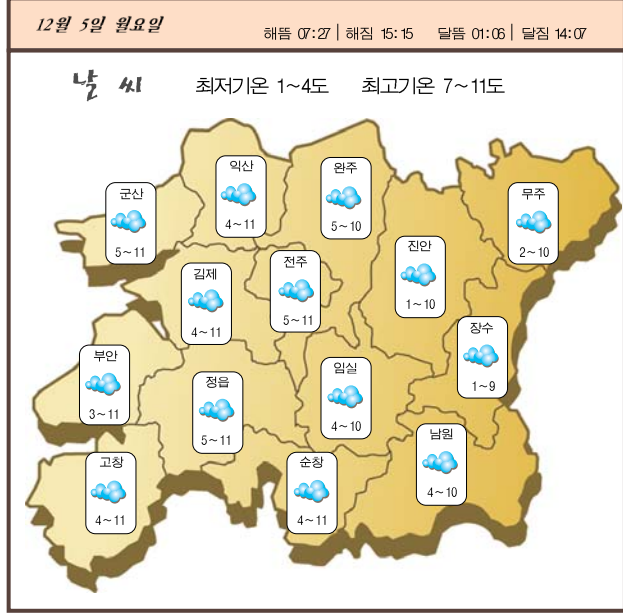 12월 5일 월요일
해뜸 07:27 | 해짐 15:15 달뜸 01:06 | 달짐 14:07
날 씨 최저기온 1~4도 최고기온 7~11도
익산
4~11
완주
5~10
군산
5~11
무주
2~10
진안
1~10
전주
5~11
김제
4~11
장수
1~9
부안
3~11
임실
4~10
정읍
5~11
남원
4~10
고창
4~11
순창
4~11